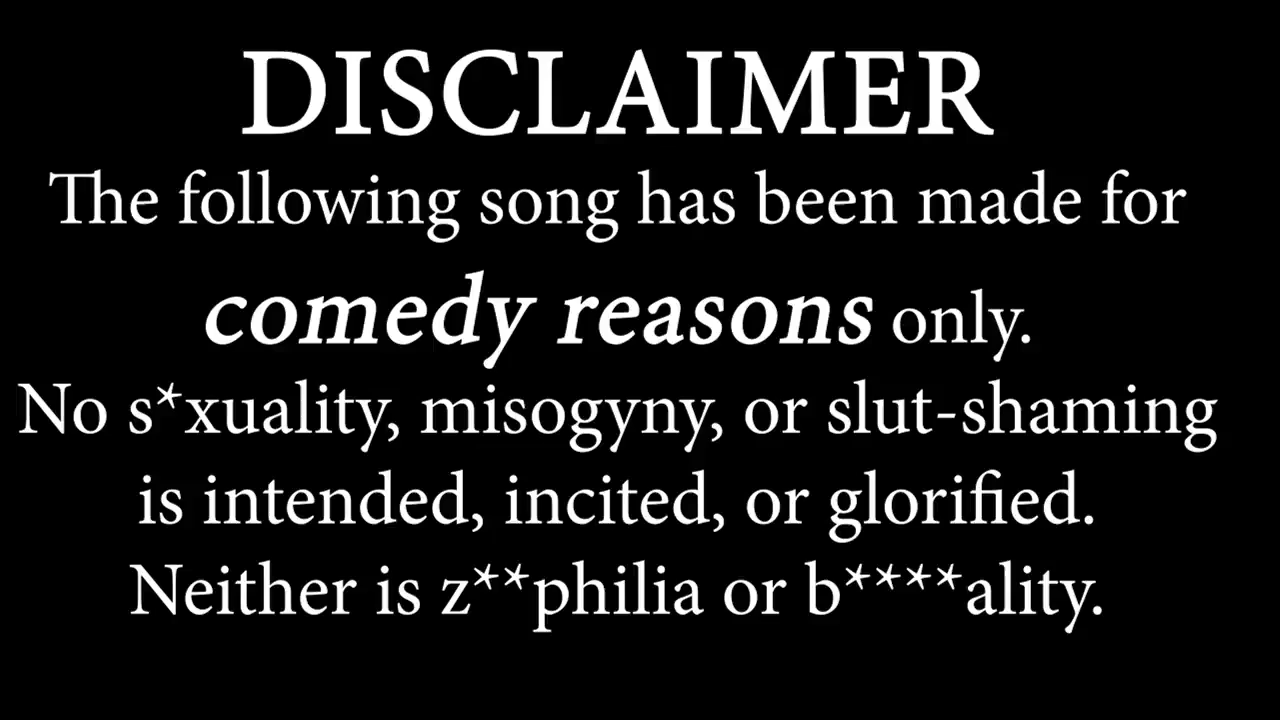 DISCLAIMER
The following song has been made for
comedy reasons only.
No s*xuality, misogyny, or slut-shaming
is intended, incited, or glorified.
Neither is z**philia or b****ality.